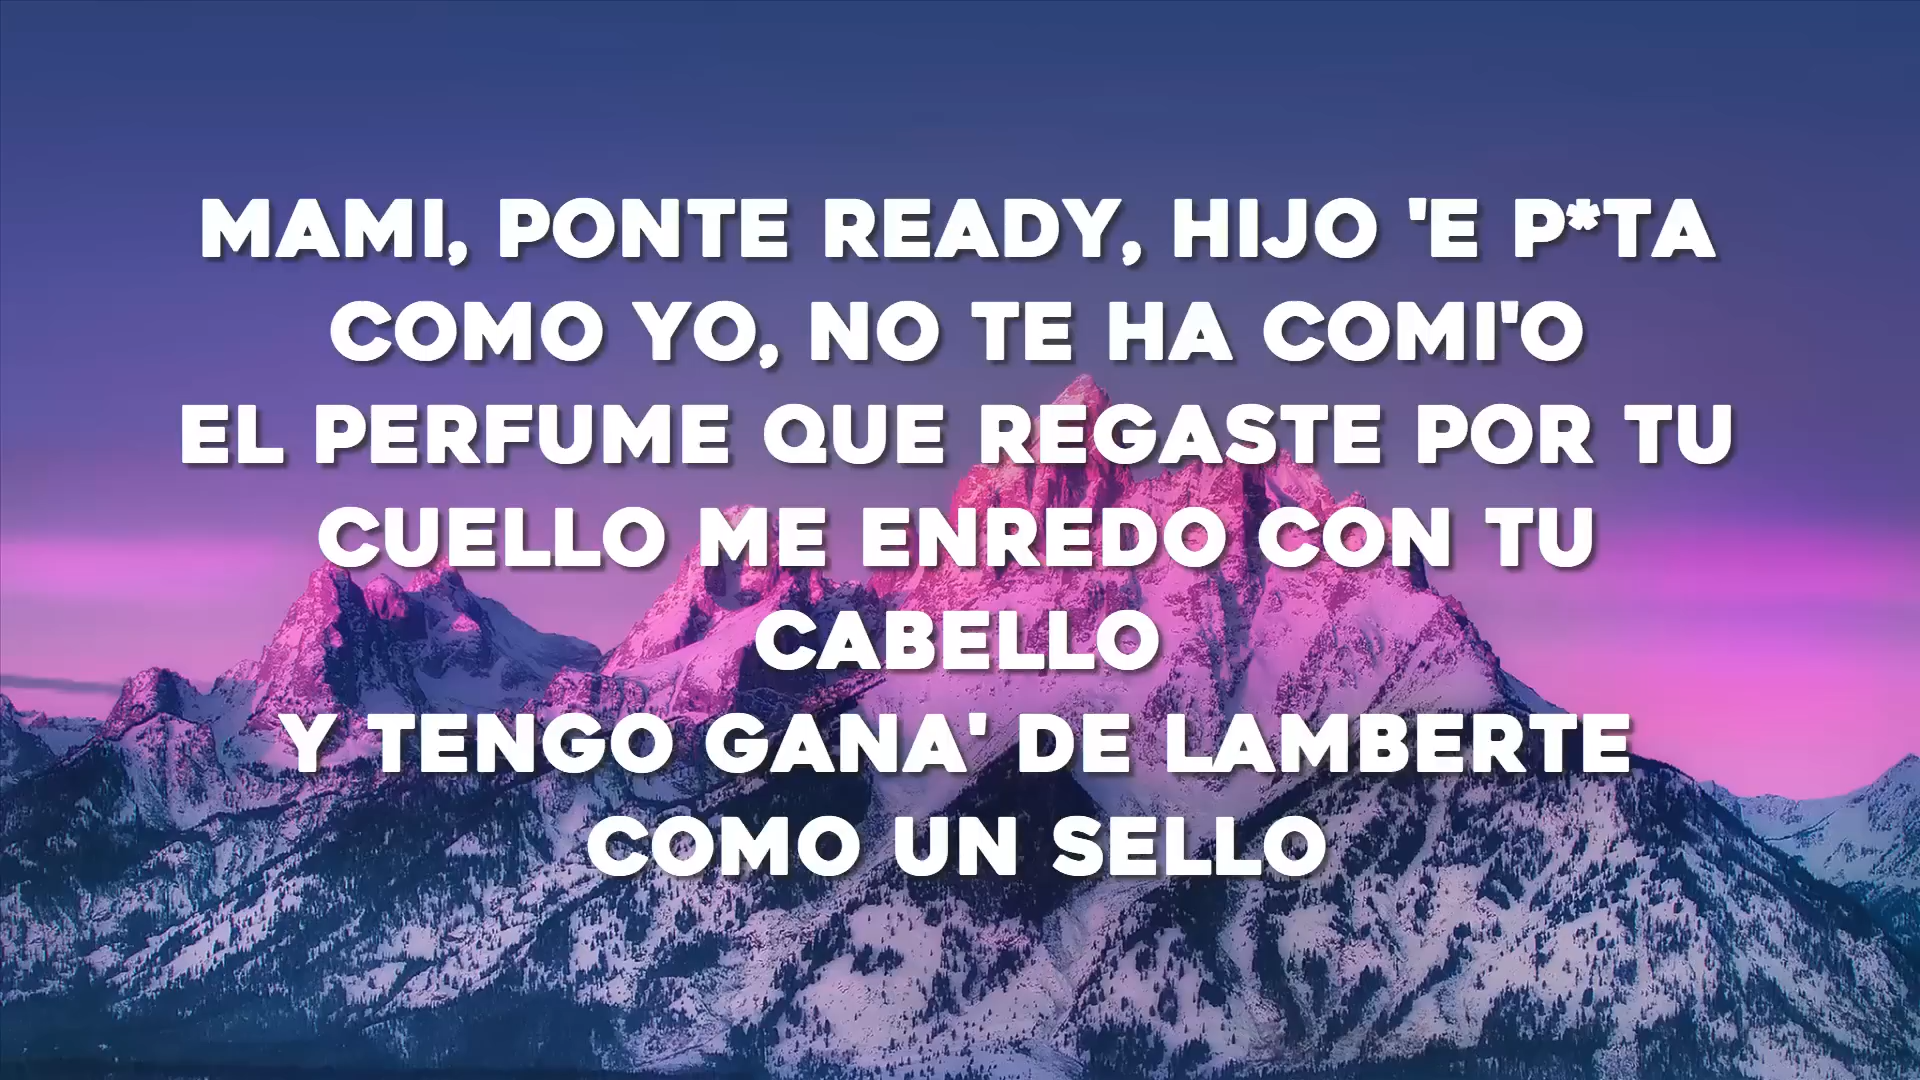 MAMI, PONTE READY, HIJO 'E P*TA
COMO YO, NO TE HA COMI'O
EL PERFUME QUE REGASTE POR TU
CUELLO ME ENREDO CON TU
CABELLO
Y TENGO GANA' DE LAMBERTE
COMO UN SELLO